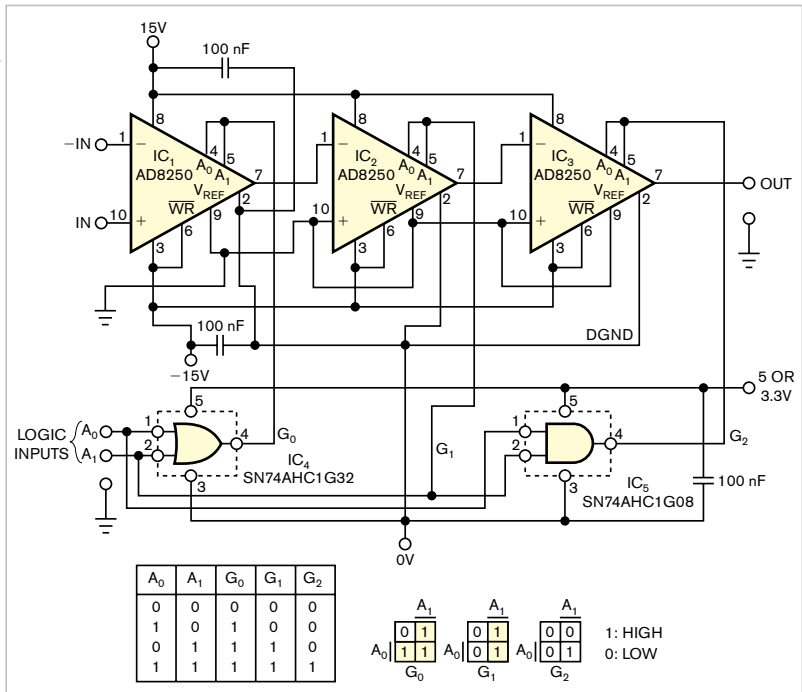 15V
100 nF
8
8
8
−IN
1
−
4
5
IC1
AD8250
A0
A1
7
VREF
2
IN
10
+
WR
9
3
6
1
−
4
5
IC2
AD8250
A0
A1
7
VREF
2
10
+
WR
9
3
6
1
−
4
5
IC3
AD8250
A0
A1
7
OUT
VREF
2
10
+
WR
9
3
6
100 nF
DGND
−15V
5 OR
3.3V
5
5
LOGIC
INPUTS
A0
A1
1
2
4
G0
IC4
SN74AHC1G32
3
G1
1
2
4
G2
IC5
SN74AHC1G08
3
100 nF
0V
A0 A1 G0 G1 G2
0 0 0 0 0
1 0 1 0 0
0 1 1 1 0
1 1 1 1 1
A1 A1 A1
0 1 0 1 0 0 1: HIGH
A0 1 1 A0 0 1 A0 0 1 0: LOW
G0 G1 G2